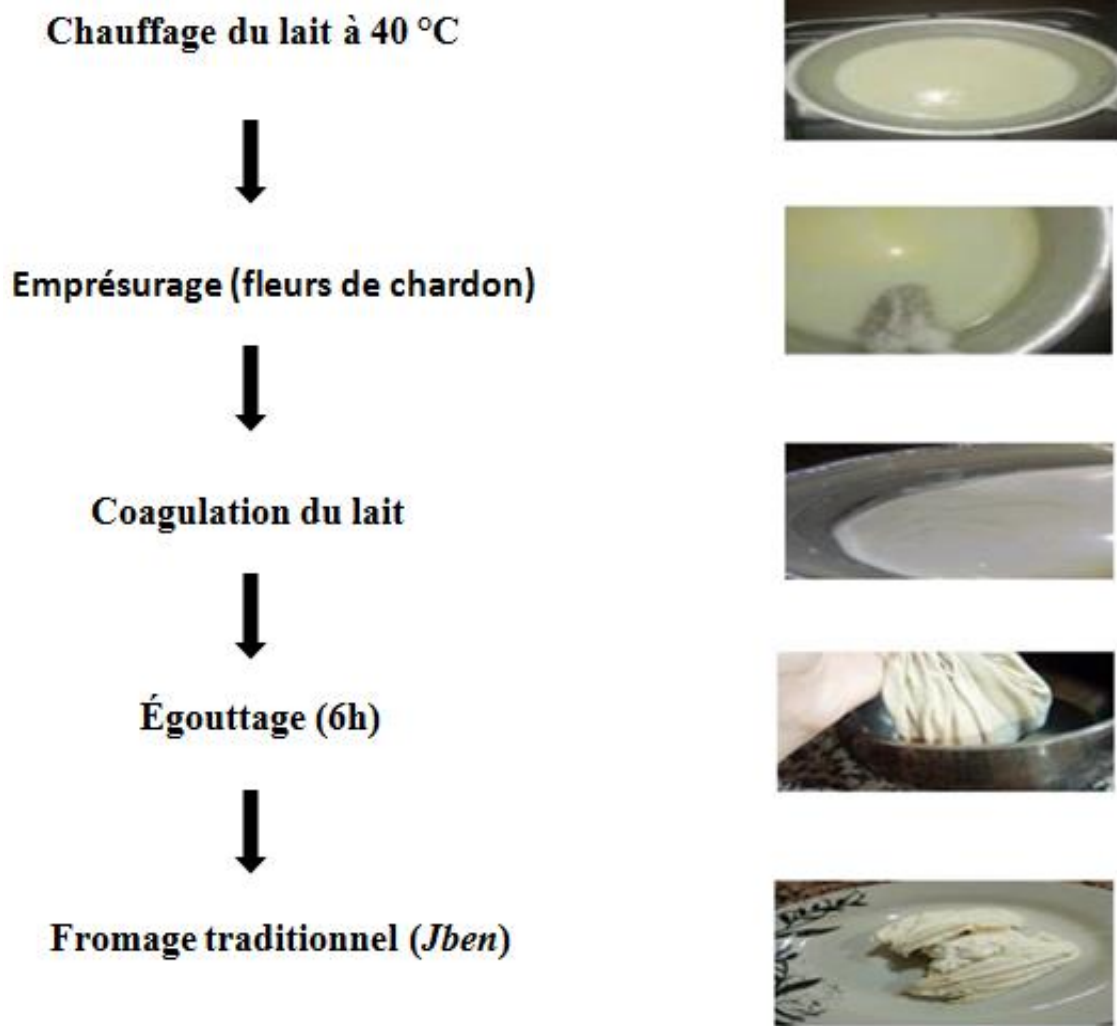 Chauffage du lait à 40 °C
Emprésurage (fleurs de chardon)
Coagulation du lait
Égouttage (6h)
Fromage traditionnel (Jben)